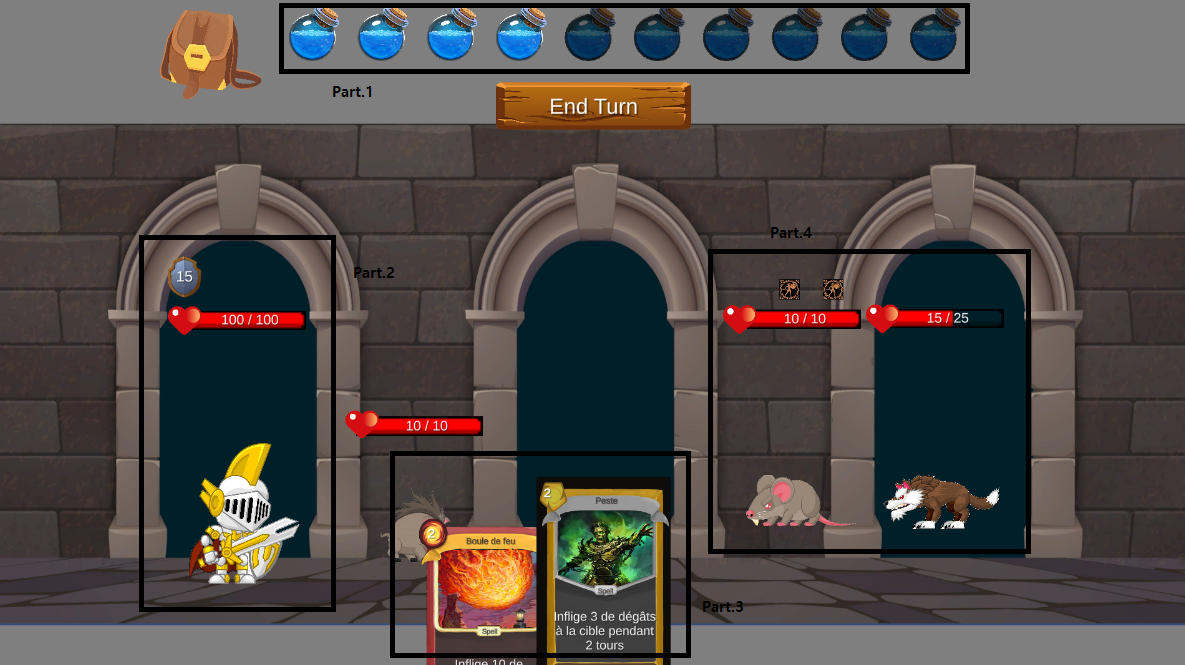 Part.1
End Turn
Part.4
15
Part.2
100 / 100
10 / 10
15 / 25
10 / 10
2
Peste
2
Boule de feu
Spell
Inflige 3 de dégâts
à la cible pendant
2 tours
Part.3
Spell
Inflige 10 de